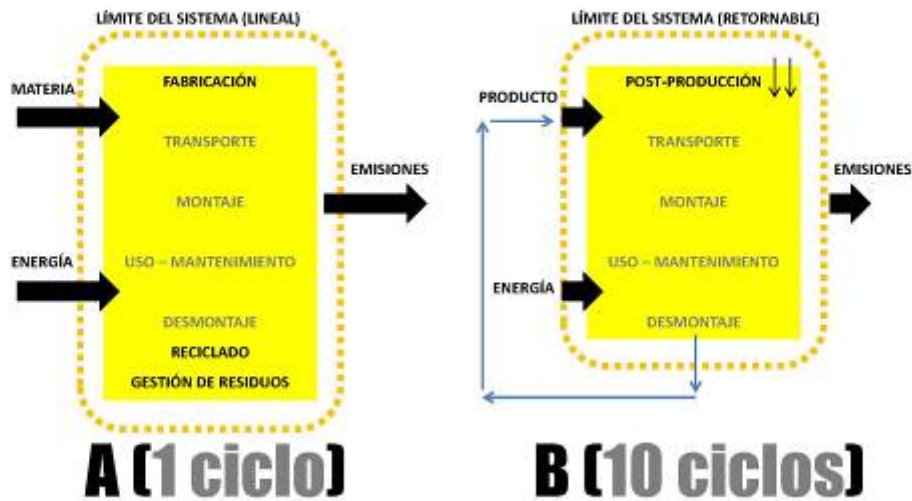 LÍMITE DEL SISTEMA (LINEAL)
MATERIA
ENERGÍA
FABRICACIÓN
TRANSPORTE
MONTAJE
USO – MANTENIMIENTO
DESMONTAJE
RECICLADO
GESTIÓN DE RESIDUOS
EMISIONES
A (1 ciclo)
LÍMITE DEL SISTEMA (RETORNABLE)
PRODUCTO
ENERGÍA
POST-PRODUCCIÓN
TRANSPORTE
MONTAJE
USO – MANTENIMIENTO
DESMONTAJE
EMISIONES
B (10 ciclos)